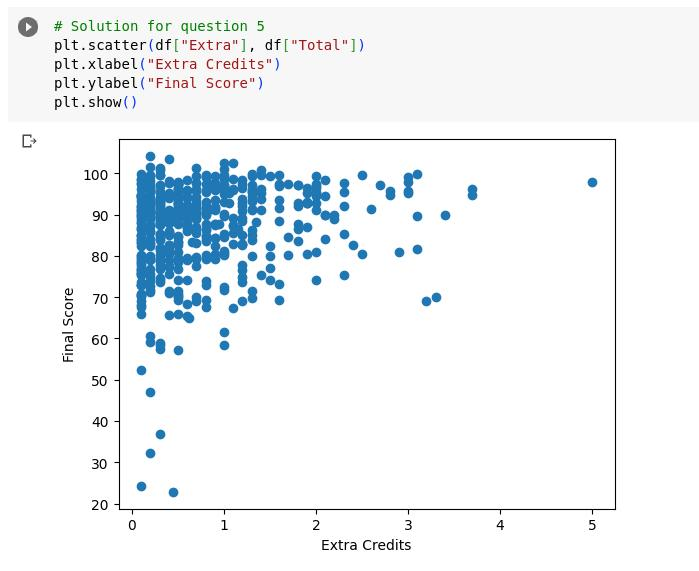 # Solution for question 5
plt.scatter(df["Extra"], df["Total"])
plt.xlabel("Extra Credits")
plt.ylabel("Final Score")
plt.show()
100
90
80
70
60
50
40
30
20
Final Score
0 1 2 3 4 5
Extra Credits